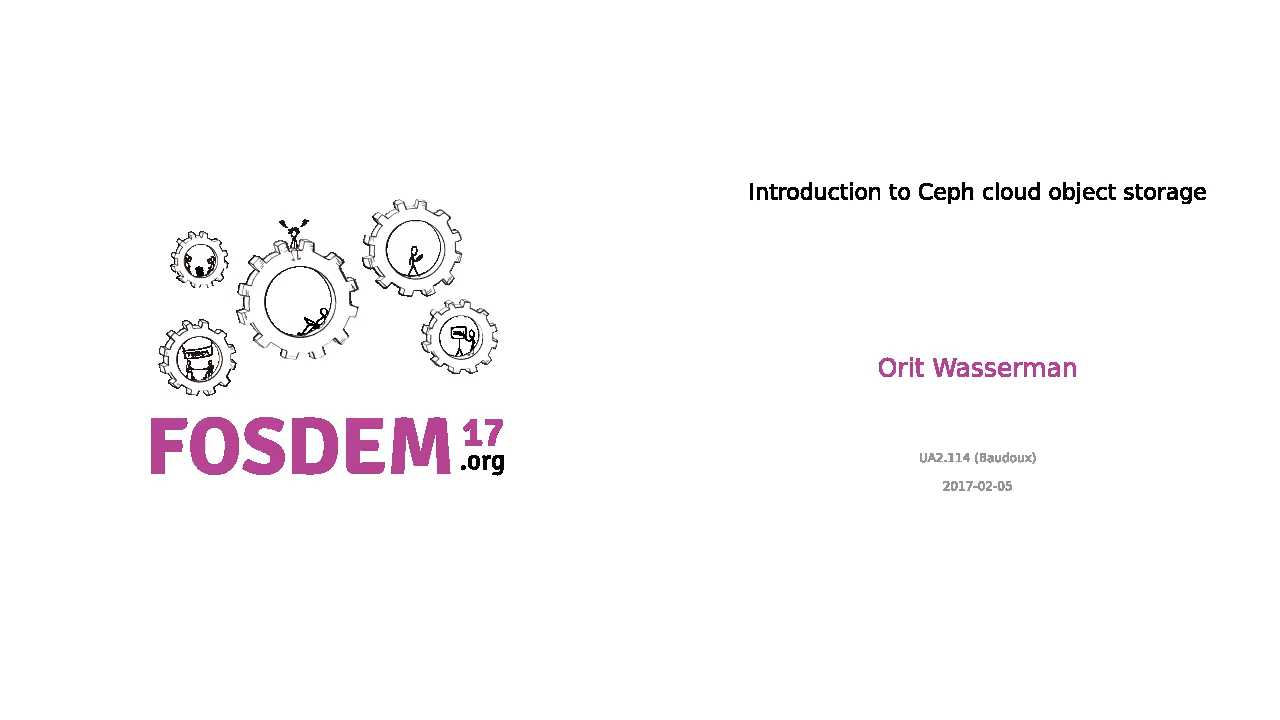 Introduction to Ceph cloud object storage
Orit Wasserman
FOSDEM 17
.org
UA2.114 (Baudoux)
2017-02-05